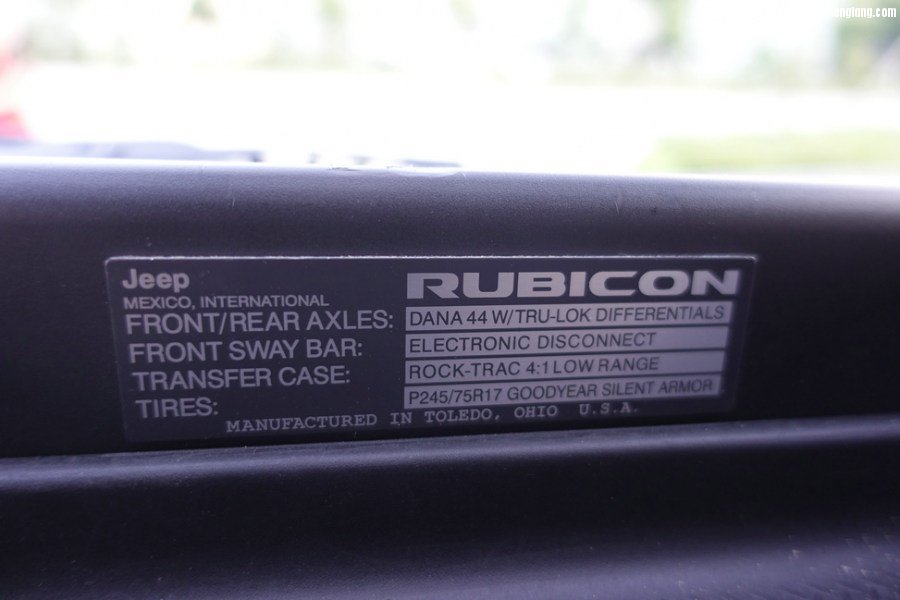 Jeep RUBICON
MEXICO, INTERNATIONAL
FRONT/REAR AXLES: DANA 44 W/TRU-LOK DIFFERENTIALS
FRONT SWAY BAR: ELECTRONIC DISCONNECT
TRANSFER CASE: ROCK-TRAC 4:1 LOW RANGE
TIRES: P245/75R17 GOODYEAR SILENT ARMOR
MANUFACTURED IN TOLEDO, OHIO U.S.A.